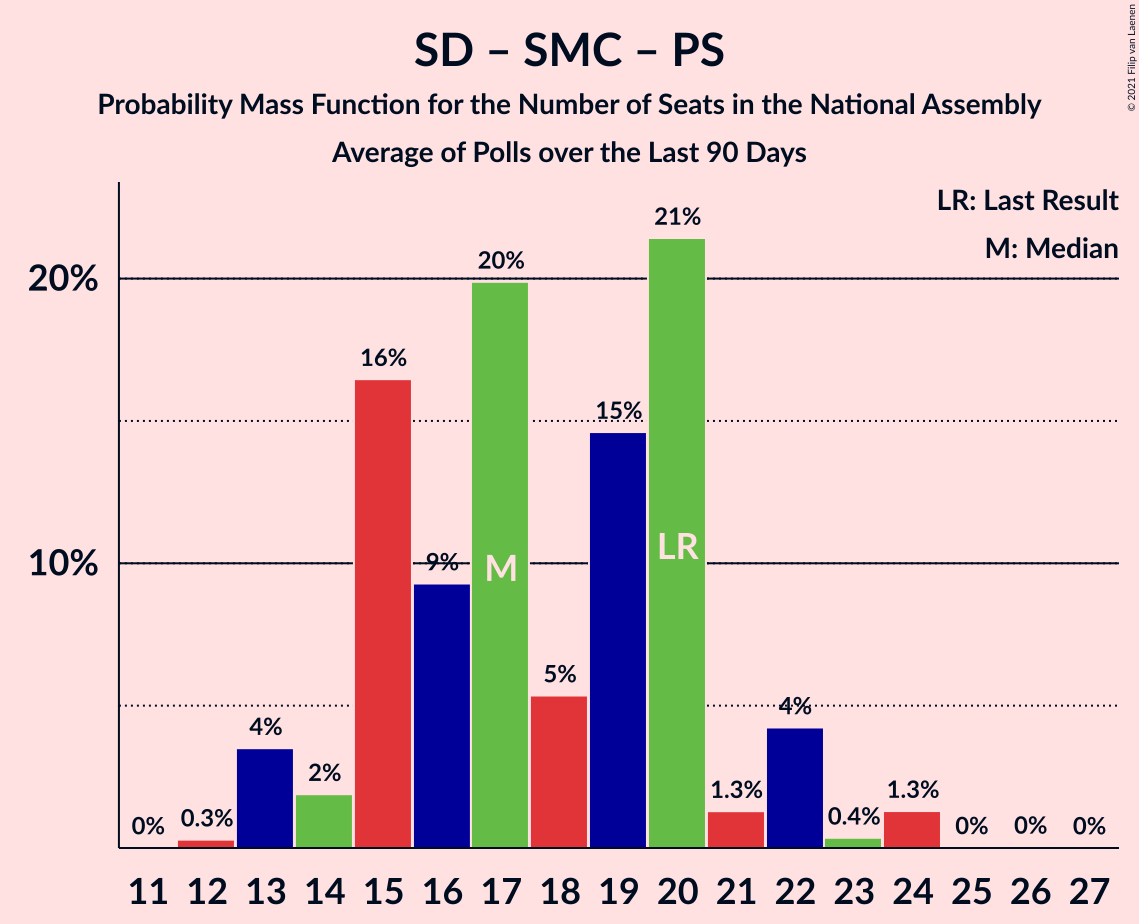 SD – SMC – PS
Probability Mass Function for the Number of Seats in the National Assembly
Average of Polls over the Last 90 Days
© 2021 Filip van Laenen
LR: Last Result
M: Median
20%
10%
0%
0.3%
4%
2%
16%
9%
20%
5%
15%
21%
1.3%
4%
0.4%
1.3%
0%
0%
0%
M
LR
11 12 13 14 15 16 17 18 19 20 21 22 23 24 25 26 27